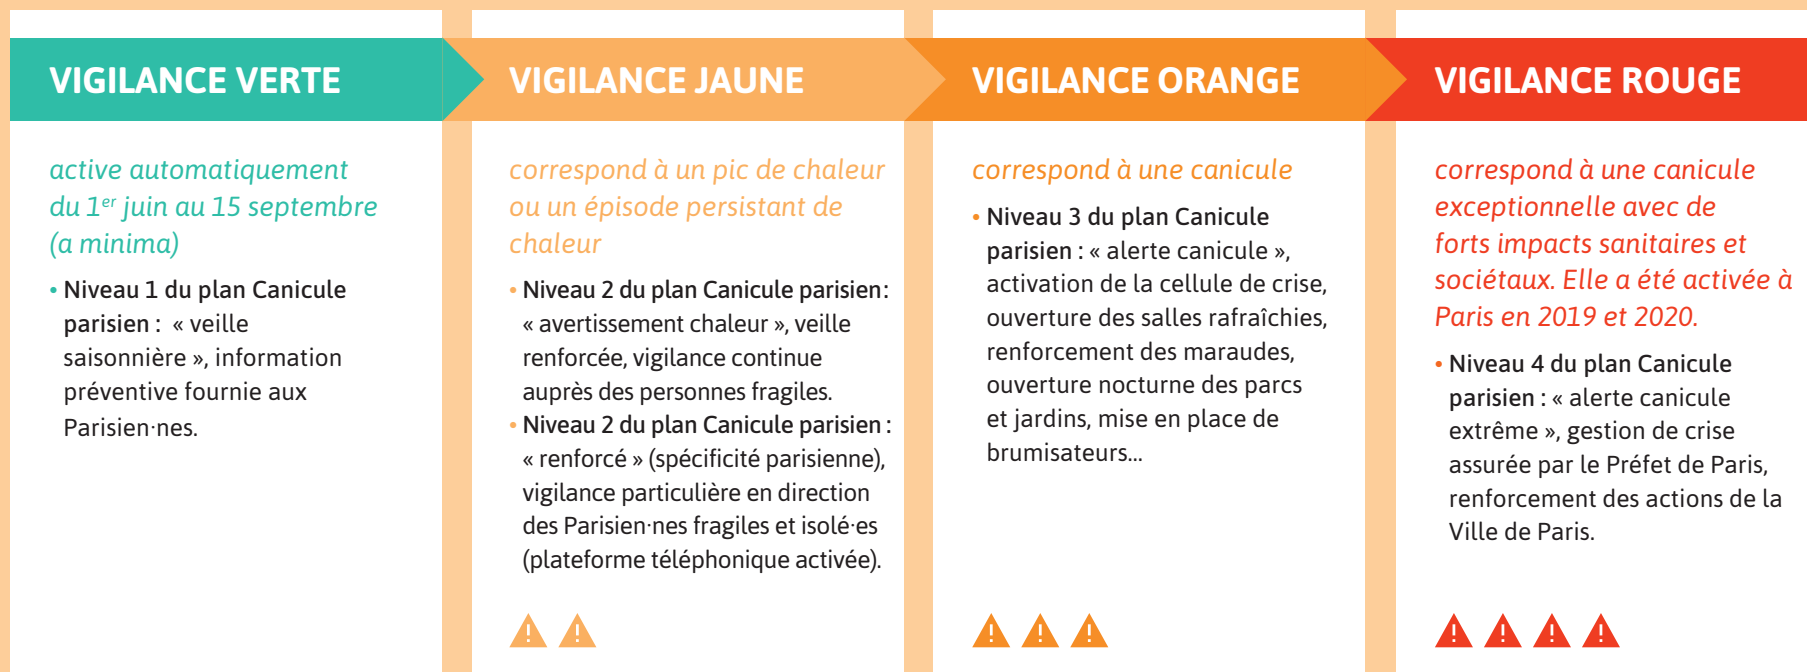 VIGILANCE VERTE
active automatiquement
du 1er juin au 15 septembre
(a minima)
• Niveau 1 du plan Canicule
parisien : « veille
saisonnière », information
préventive fournie aux
Parisien·nes.
VIGILANCE JAUNE
correspond à un pic de chaleur
ou un épisode persistant de
chaleur
• Niveau 2 du plan Canicule parisien :
« avertissement chaleur », veille
renforcée, vigilance continue
auprès des personnes fragiles.
• Niveau 2 du plan Canicule parisien :
« renforcé » (spécificité parisienne),
vigilance particulière en direction
des Parisien·nes fragiles et isolé·es
(plateforme téléphonique activée).
VIGILANCE ORANGE
correspond à une canicule
• Niveau 3 du plan Canicule
parisien : « alerte canicule »,
activation de la cellule de crise,
ouverture des salles rafraîchies,
renforcement des maraudes,
ouverture nocturne des parcs
et jardins, mise en place de
brumisateurs...
VIGILANCE ROUGE
correspond à une canicule
exceptionnelle avec de
forts impacts sanitaires et
sociétaux. Elle a été activée à
Paris en 2019 et 2020.
• Niveau 4 du plan Canicule
parisien : « alerte canicule
extrême », gestion de crise
assurée par le Préfet de Paris,
renforcement des actions de la
Ville de Paris.